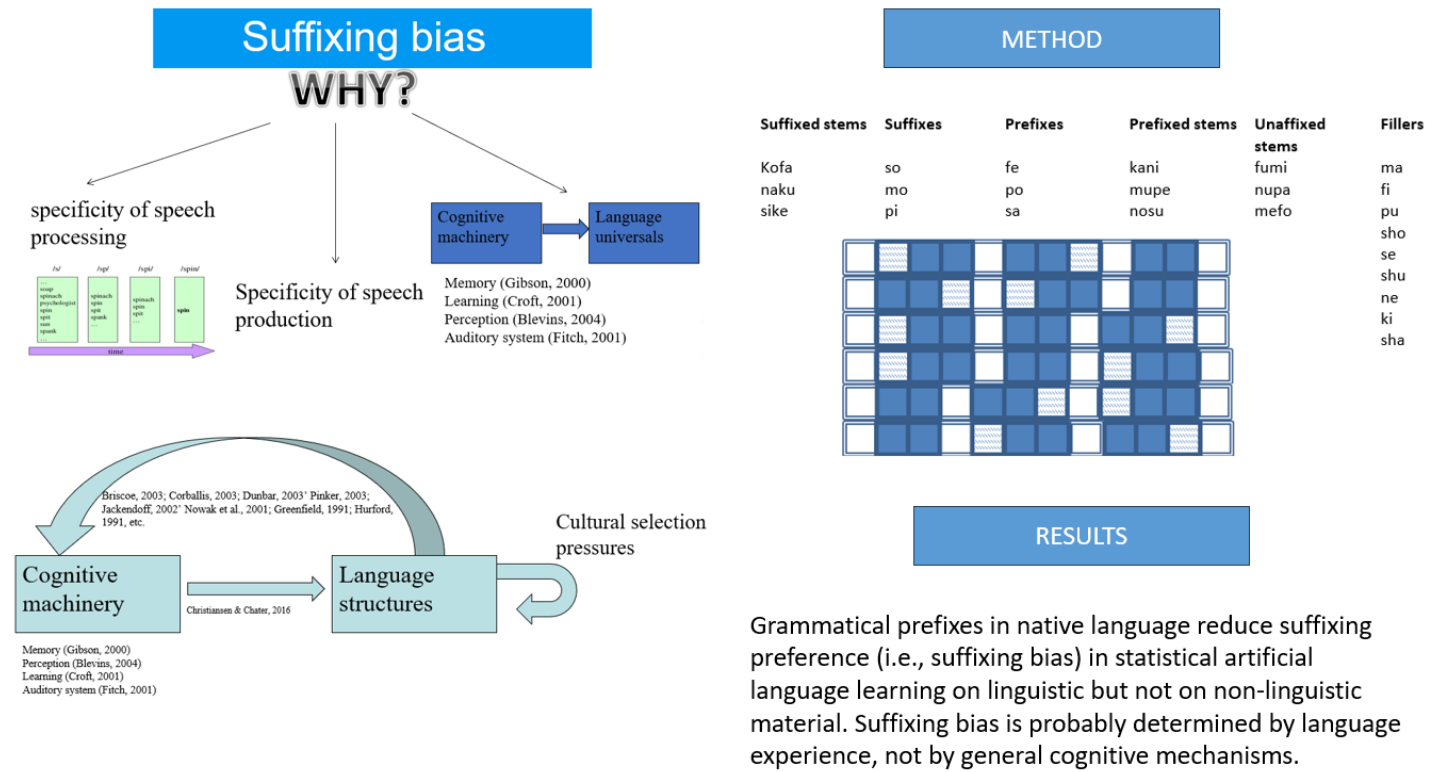 Suffixing bias
WHY?
specificity of speech
processing
/s/ /sp/ /spi/ /spin/
...
soap
spinach
psychologist
spin
spit
sun
spank
...
spinach
spin
spit
spunk
...
spinach
spin
spit
...
spin
time
Specificity of speech
production
Cognitive
machinery
Language
universals
Memory (Gibson, 2000)
Learning (Croft, 2001)
Perception (Blevins, 2004)
Auditory system (Fitch, 2001)
Briscoe, 2003; Corballis, 2003; Dunbar, 2003’ Pinker, 2003;
Jackendoff, 2002’ Nowak et al., 2001; Greenfield, 1991; Hurford,
1991, etc.
Cultural selection
pressures
Cognitive
machinery
Christiansen & Chater, 2016
Language
structures
Memory (Gibson, 2000)
Perception (Blevins, 2004)
Learning (Croft, 2001)
Auditory system (Fitch, 2001)
METHOD
Suffixed stems Suffixes Prefixes Prefixed stems Unaffixed Fillers
stems
Kofa so fe kani fumi ma
naku mo po mupe nupa fi
sike pi sa nosu mefo pu
sho
se
shu
ne
ki
sha
RESULTS
Grammatical prefixes in native language reduce suffixing
preference (i.e., suffixing bias) in statistical artificial
language learning on linguistic but not on non-linguistic
material. Suffixing bias is probably determined by language
experience, not by general cognitive mechanisms.